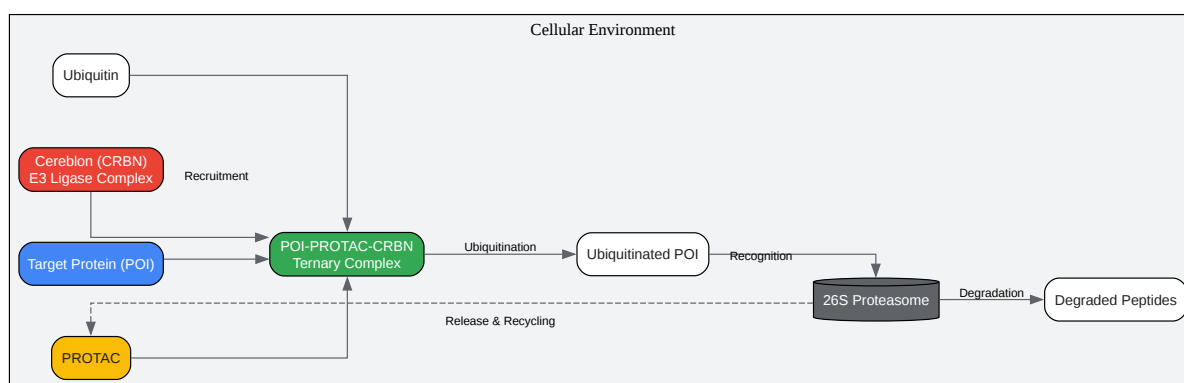 Cellular Environment
Ubiquitin
Cereblon (CRBN)
E3 Ligase Complex
Recruitment
Target Protein (POI)
POI-PROTAC-CRBN
Ternary Complex
Ubiquitination
Ubiquitinated POI
Recognition
26S Proteasome
Degradation
Degraded Peptides
Release & Recycling
PROTAC